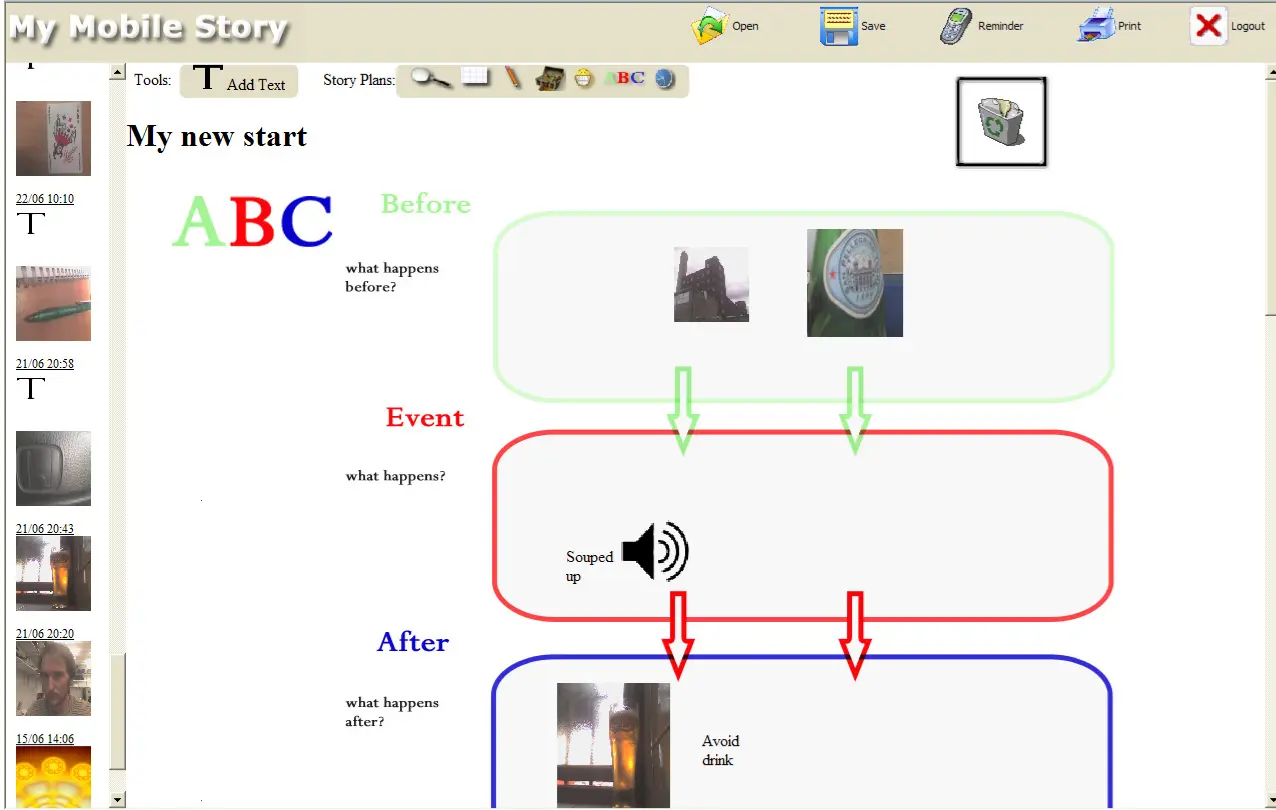 My Mobile Story
Open
Save
Reminder
Print
Logout
T
22/06 10:10
T
21/06 20:58
T
21/06 20:43
21/06 20:20
15/06 14:06
Tools:
T Add Text
Story Plans:
ABC
My new start
ABC
Before
what happens
before?
Event
what happens?
Souped
up
After
what happens
after?
Avoid
drink